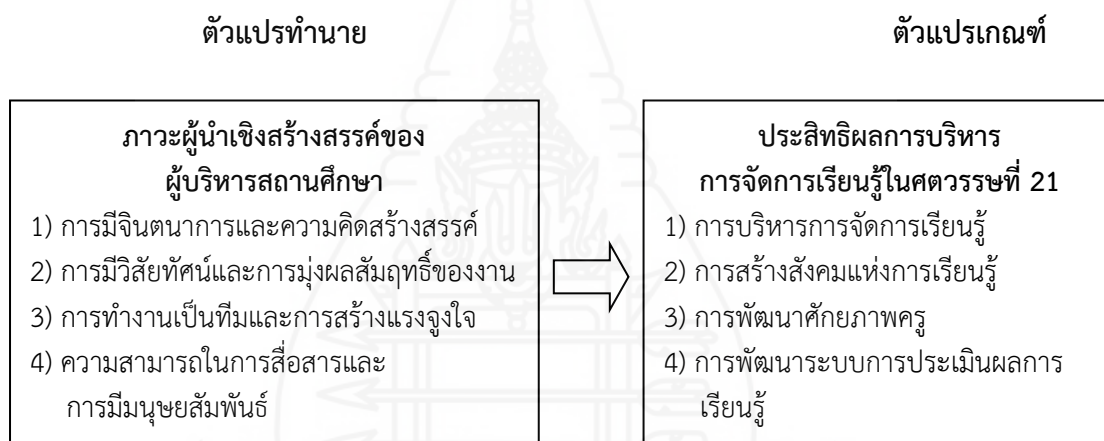 ตัวแปรทำนาย
ตัวแปรเกณฑ์
ภาวะผู้นำเชิงสร้างสรรค์ของ
ผู้บริหารสถานศึกษา
1) การมีจินตนาการและความคิดสร้างสรรค์
2) การมีวิสัยทัศน์และการมุ่งผลสัมฤทธิ์ของงาน
3) การทำงานเป็นทีมและการสร้างแรงจูงใจ
4) ความสามารถในการสื่อสารและ
การมีมนุษยสัมพันธ์
ประสิทธิผลการบริหาร
การจัดการเรียนรู้ในศตวรรษที่ 21
1) การบริหารการจัดการเรียนรู้
2) การสร้างสังคมแห่งการเรียนรู้
3) การพัฒนาศักยภาพครู
4) การพัฒนาระบบการประเมินผลการ
เรียนรู้